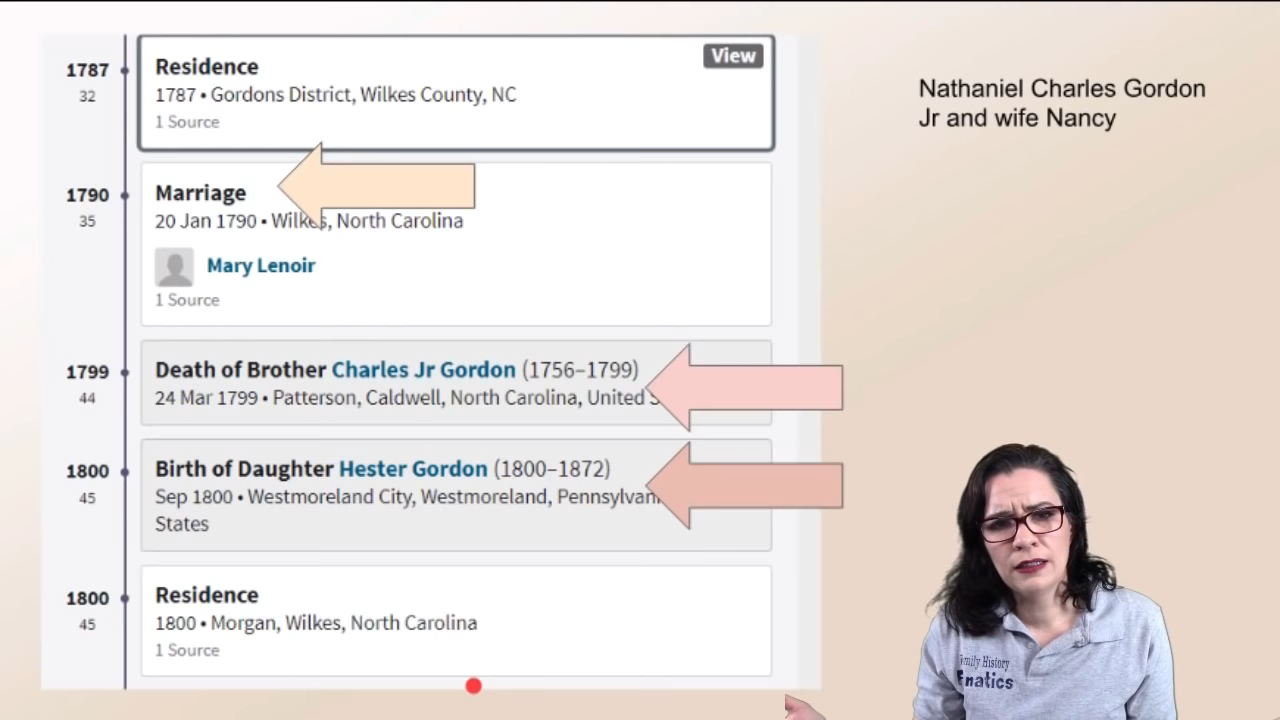 1787
32
Residence
View
1787 • Gordons District, Wilkes County, NC
1 Source
1790
35
Marriage
20 Jan 1790 • Wilkes, North Carolina
Mary Lenoir
1 Source
1799
44
Death of Brother Charles Jr Gordon (1756–1799)
24 Mar 1799 • Patterson, Caldwell, North Carolina, United
1800
45
Birth of Daughter Hester Gordon (1800–1872)
Sep 1800 • Westmoreland City, Westmoreland, Pennsylvan
States
1800
45
Residence
1800 • Morgan, Wilkes, North Carolina
1 Source
Nathaniel Charles Gordon
Jr and wife Nancy
Family History
Fanatics